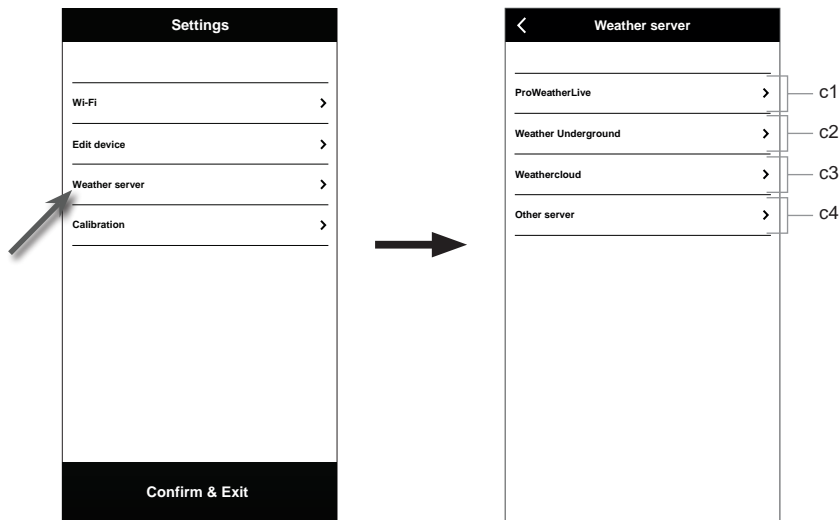 Settings
Wi-Fi
Edit device
Weather server
Calibration
Confirm & Exit
Weather server
ProWeatherLive
c1
Weather Underground
c2
Weathercloud
c3
Other server
c4